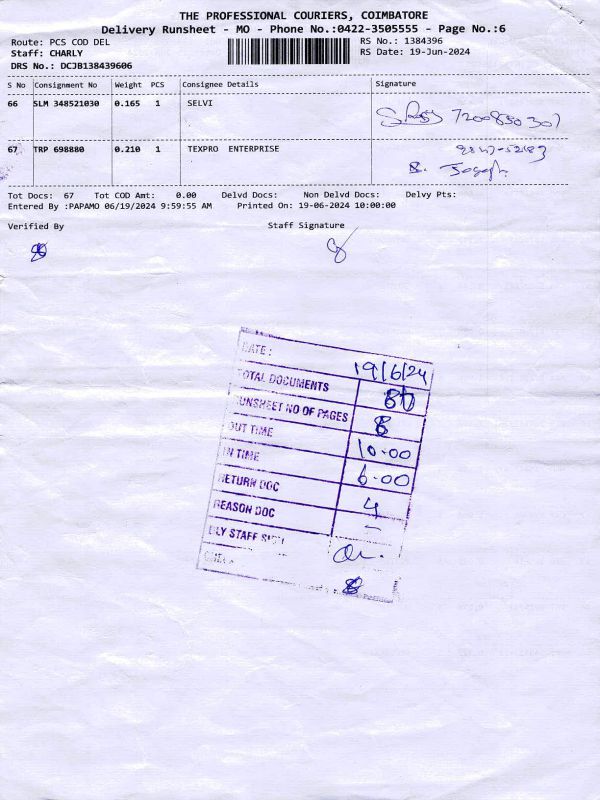 THE PROFESSIONAL COURIERS, COIMBATORE
Delivery Runsheet - MO - Phone No.:0422-3505555 - Page No.:6
Route: PCS COD DEL
Staff: CHARLY
DRS No.: DCJB138439606
RS No.: 1384396
RS Date: 19-Jun-2024
S No Consignment No Weight PCS Consignee Details Signature
66 SLM 348521030 0.165 1 SELVI
7200850307
67 TRP 698880 0.210 1 TEXPRO ENTERPRISE
Tot Docs: 67 Tot COD Amt: 0.00 Delvd Docs: Non Delvd Docs: Delvy Pts:
Entered By :PAPAMO 06/19/2024 9:59:55 AM Printed On: 19-06-2024 10:00:00
Verified By Staff Signature
DATE: 19/6/24
TOTAL DOCUMENTS
RUNSHEET NO OF PAGES
OUT TIME 10.00
IN TIME 6.00
RETURN DOC 4
REASON DOC -
DLY STAFF